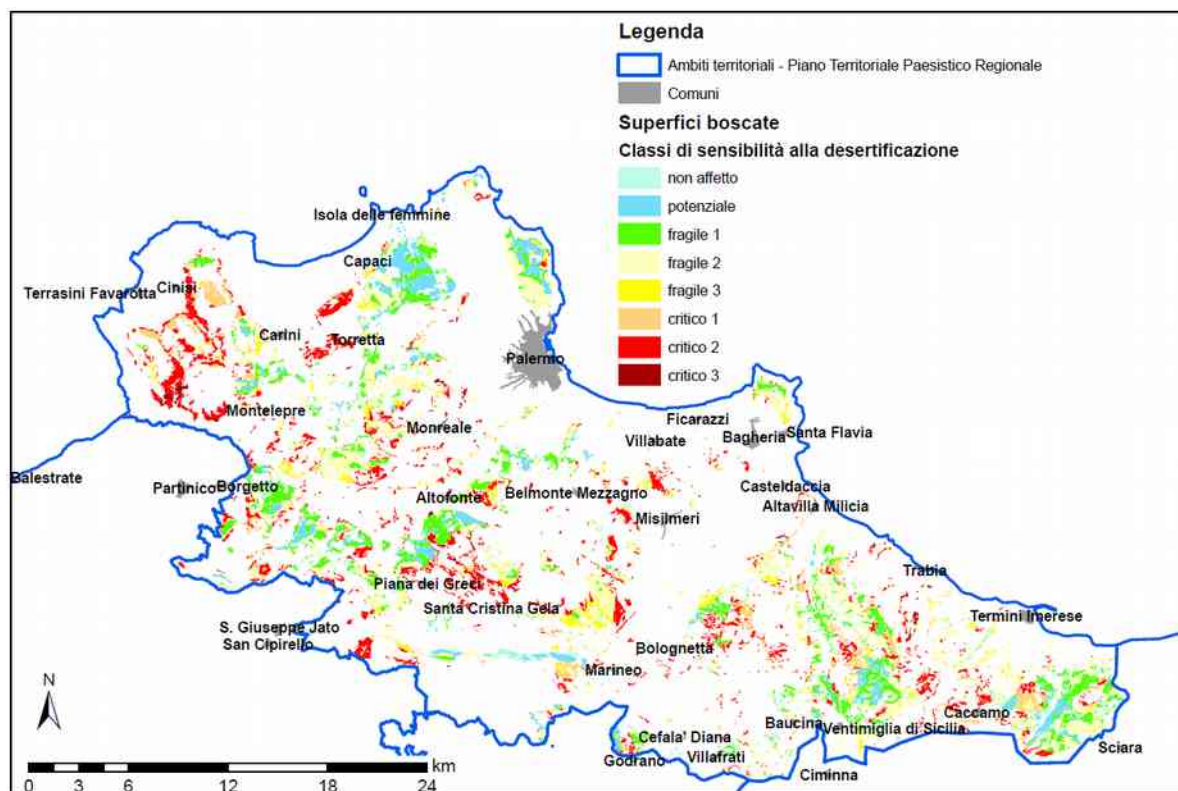 Legenda
Ambiti territoriali - Piano Territoriale Paesistico Regionale
Comuni
Superfici boscate
Classi di sensibilità alla desertificazione
non affetto
potenziale
fragile 1
fragile 2
fragile 3
critico 1
critico 2
critico 3
Isola delle femmine
Capaci
Terrasini Favarotta
Cinisi
Carini
Torretta
Palermo
Montelepre
Monreale
Ficarazzi
Villabate
Bagheria
Santa Flavia
Balestrate
Partinico
Borgetto
Altofonte
Belmonte Mezzagno
Casteldaccia
Altavilla Milicia
Misilmeri
Piana dei Greci
Santa Cristina Gela
Trabia
Termini Imerese
S. Giuseppe Jato
San Cipirello
Bolognetta
Marineo
Caccamo
Baucina
Ventimiglia di Sicilia
Cefala' Diana
Sciara
Godrano
Villafrati
Ciminna
N
km
0 3 6 12 18 24